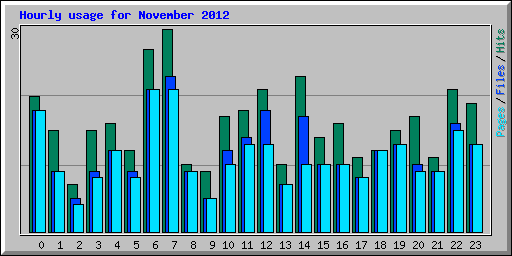 Hourly usage for November 2012
30
Pages/Files/Hits
0 1 2 3 4 5 6 7 8 9 10 11 12 13 14 15 16 17 18 19 20 21 22 23